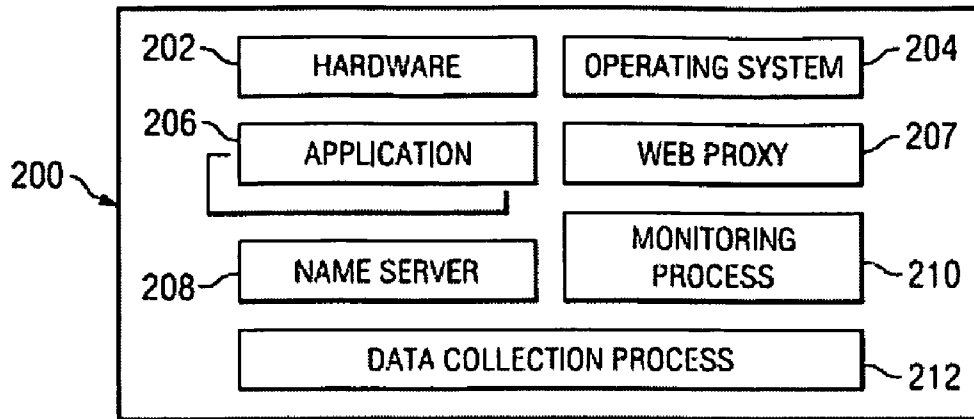 202
HARDWARE
OPERATING SYSTEM
204
206
APPLICATION
WEB PROXY
207
200
208
NAME SERVER
MONITORING
PROCESS
210
DATA COLLECTION PROCESS
212